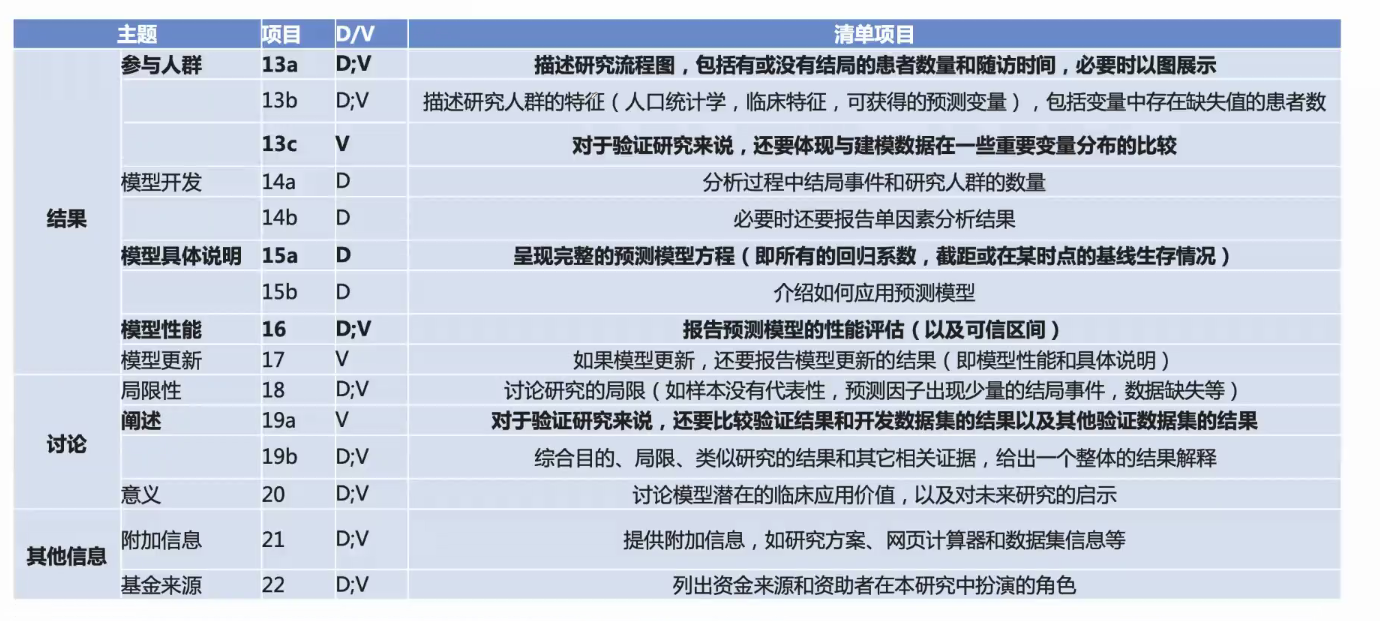 主题 项目 D/V 清单项目
参与人群 13a D;V 描述研究流程图，包括有或没有结局的患者数量和随访时间，必要时以图展示
13b D;V 描述研究人群的特征（人口统计学，临床特征，可获得的预测变量），包括变量中存在缺失值的患者数
13c V 对于验证研究来说，还要体现与建模数据在一些重要变量分布的比较
模型开发 14a D 分析过程中结局事件和研究人群的数量
结果 14b D 必要时还要报告单因素分析结果
模型具体说明 15a D 呈现完整的预测模型方程（即所有的回归系数，截距或在某时点的基线生存情况）
15b D 介绍如何应用预测模型
模型性能 16 D;V 报告预测模型的性能评估（以及可信区间）
模型更新 17 V 如果模型更新，还要报告模型更新的结果（即模型性能和具体说明）
局限性 18 D;V 讨论研究的局限（如样本没有代表性，预测因子出现少量的结局事件，数据缺失等）
阐述 19a V 对于验证研究来说，还要比较验证结果和开发数据集的结果以及其他验证数据集的结果
讨论 19b D;V 综合目的、局限、类似研究的结果和其它相关证据，给出一个整体的结果解释
意义 20 D;V 讨论模型潜在的临床应用价值，以及对未来研究的启示
其他信息 附加信息 21 D;V 提供附加信息，如研究方案、网页计算器和数据集信息等
基金来源 22 D;V 列出资金来源和资助者在本研究中扮演的角色